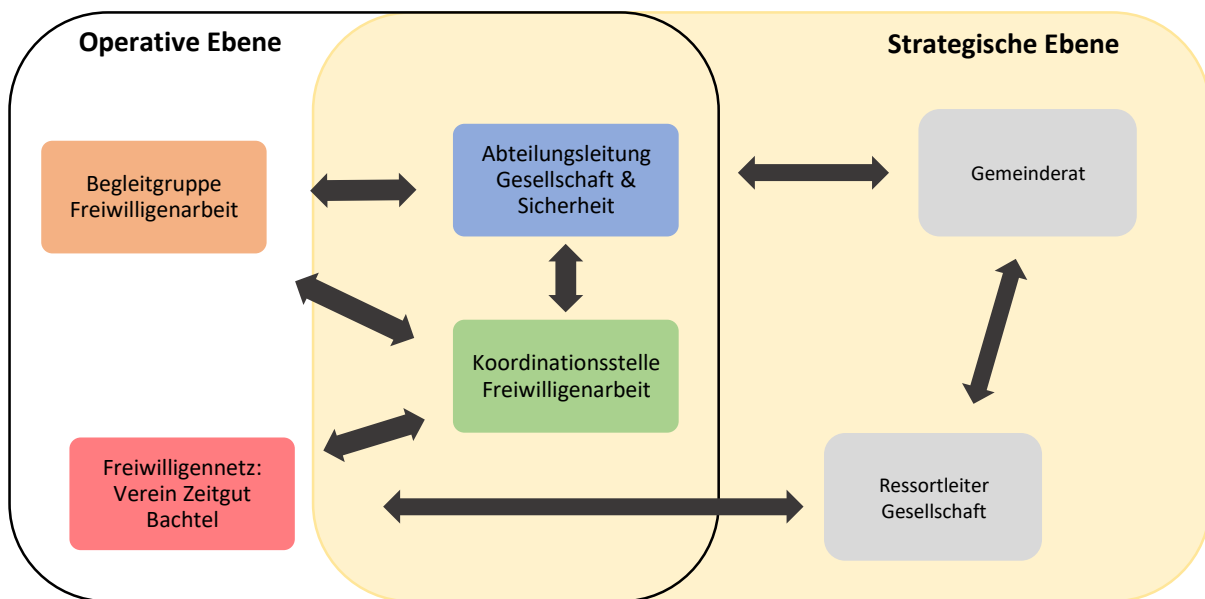 Operative Ebene
Strategische Ebene
Begleitgruppe
Freiwilligenarbeit
Abteilungsleitung
Gesellschaft &
Sicherheit
Gemeinderat
Koordinationsstelle
Freiwilligenarbeit
Freiwilligennetz:
Verein Zeitgut
Bachtel
Ressortleiter
Gesellschaft